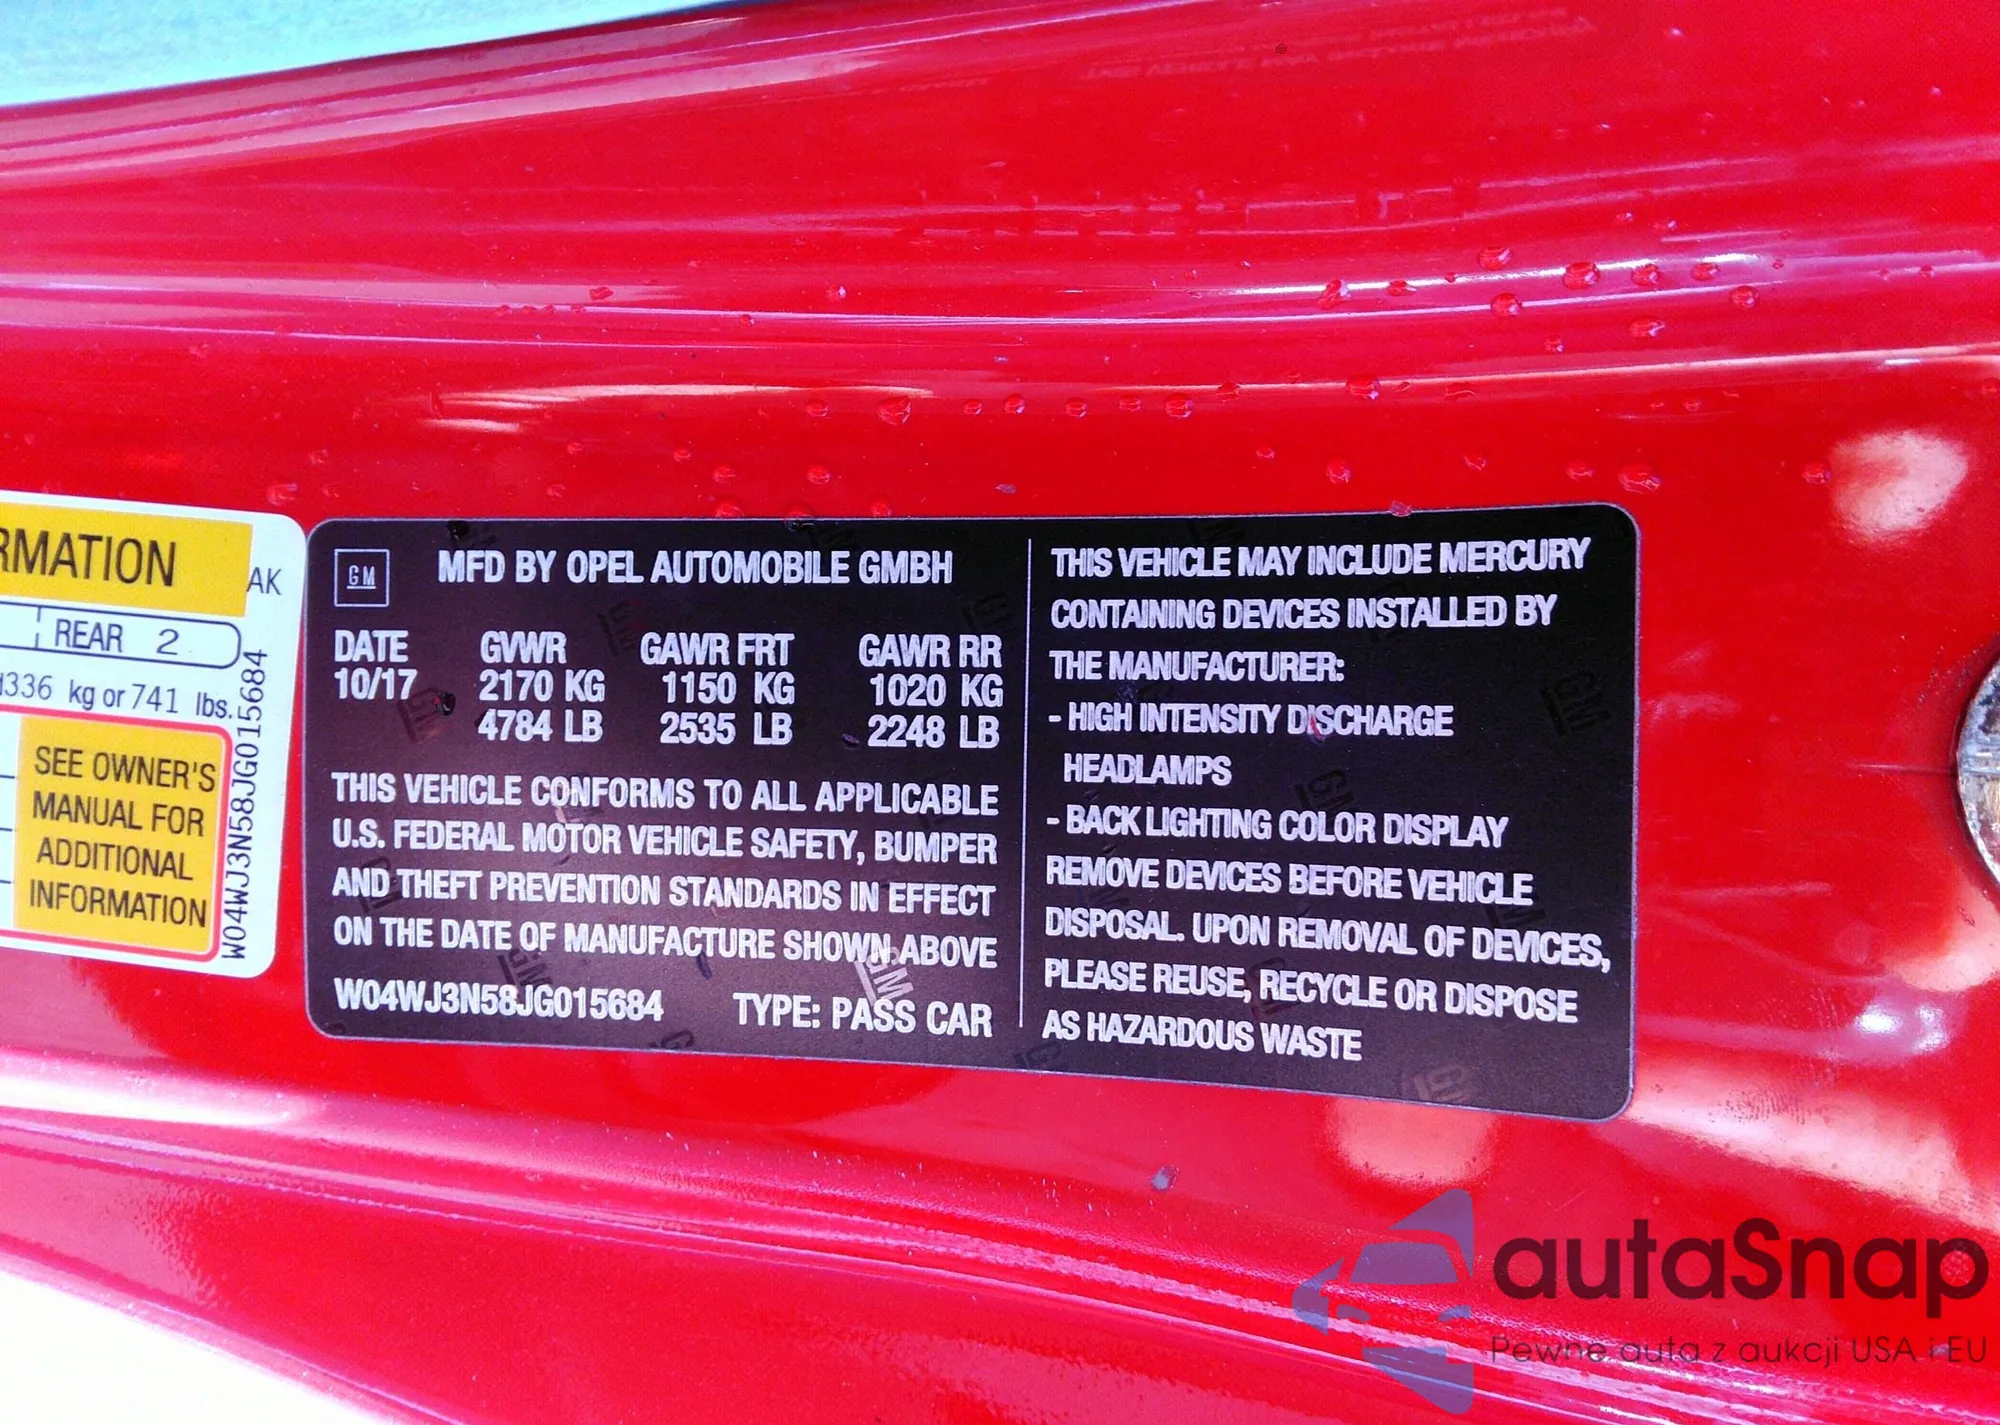 RMATION
AK
REAR 2
336 kg or 741 lbs.
SEE OWNER'S
MANUAL FOR
ADDITIONAL
INFORMATION
W04WJ3N58JG015684
GM
MFD BY OPEL AUTOMOBILE GMBH
DATE GVWR GAWR FRT GAWR RR
10/17 2170 KG 1150 KG 1020 KG
4784 LB 2535 LB 2248 LB
THIS VEHICLE CONFORMS TO ALL APPLICABLE
U.S. FEDERAL MOTOR VEHICLE SAFETY, BUMPER
AND THEFT PREVENTION STANDARDS IN EFFECT
ON THE DATE OF MANUFACTURE SHOWN ABOVE
W04WJ3N58JG015684 TYPE: PASS CAR
THIS VEHICLE MAY INCLUDE MERCURY
CONTAINING DEVICES INSTALLED BY
THE MANUFACTURER:
- HIGH INTENSITY DISCHARGE
HEADLAMPS
- BACK LIGHTING COLOR DISPLAY
REMOVE DEVICES BEFORE VEHICLE
DISPOSAL. UPON REMOVAL OF DEVICES,
PLEASE REUSE, RECYCLE OR DISPOSE
AS HAZARDOUS WASTE
autaSnap
Pewne auta z aukcji USA i EU